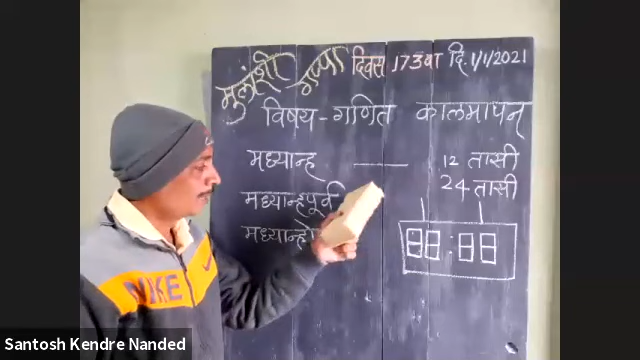 मुलांशी गप्पा दिवस 173वा दि. 1/1/2021
विषय - गणित कालमापन
मध्यान्ह —— 12 तासी
24 तासी
मध्यान्हपूर्व
88:88
NIKE
Santosh Kendre Nanded